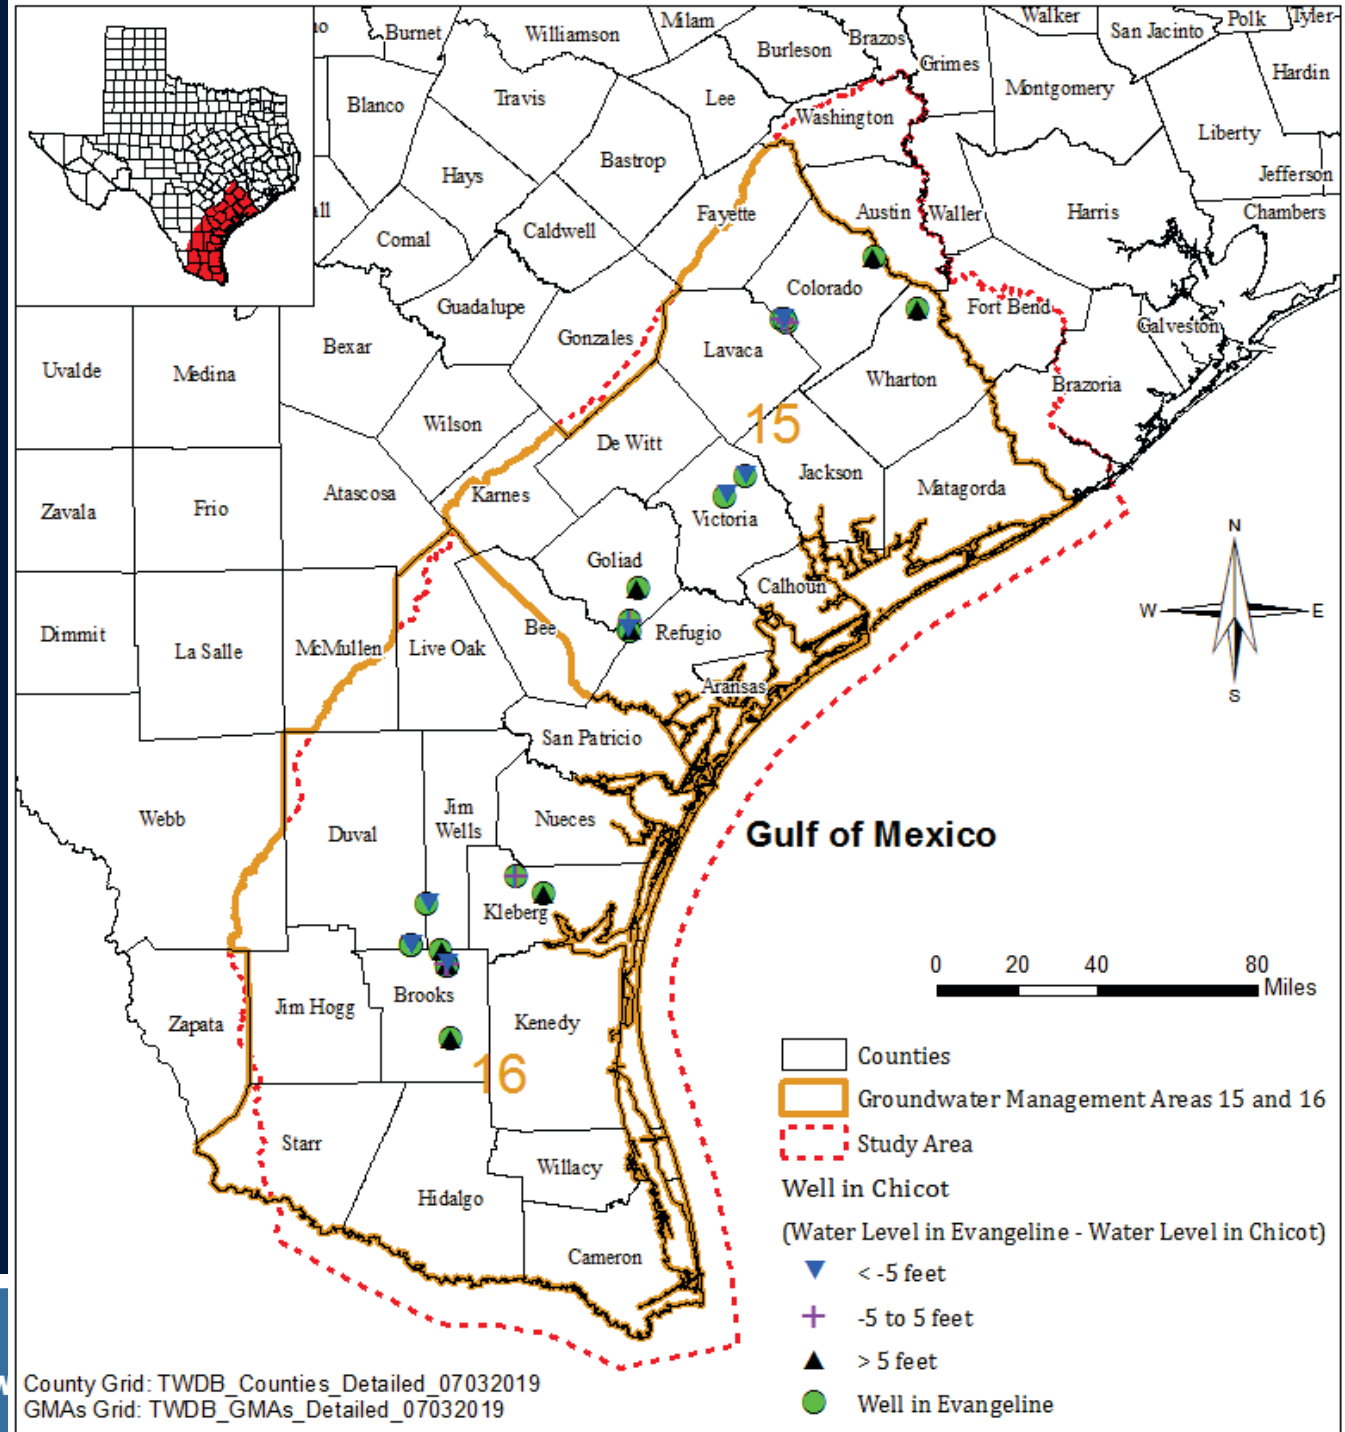 Burnet
Williamson
Milam
Walker
Polk
Tyler
San Jacinto
Brazos
Burleson
Grimes
Hardin
Montgomery
Blanco
Travis
Lee
Washington
Liberty
Bastrop
Hays
Jefferson
Fayette
Austin
Waller
Harris
Chambers
Comal
Caldwell
Colorado
Guadalupe
Fort Bend
Galveston
Gonzales
Bexar
Lavaca
Uvalde
Medina
Wharton
Brazoria
Wilson
15
De Witt
Jackson
Atascosa
Karnes
Matagorda
Zavala
Frio
Victoria
N
Goliad
Calhoun
W
E
Dimmit
La Salle
McMullen
Live Oak
Bee
Refugio
Aransas
S
San Patricio
Webb
Duval
Jim
Wells
Nueces
Gulf of Mexico
Kleberg
0 20 40 80
Miles
Brooks
Jim Hogg
Zapata
Kenedy
16
Counties
Groundwater Management Areas 15 and 16
Starr
Study Area
Willacy
Well in Chicot
Hidalgo
(Water Level in Evangeline - Water Level in Chicot)
Cameron
< -5 feet
-5 to 5 feet
> 5 feet
Well in Evangeline
County Grid: TWDB_Counties_Detailed_07032019
GMAs Grid: TWDB_GMAs_Detailed_07032019